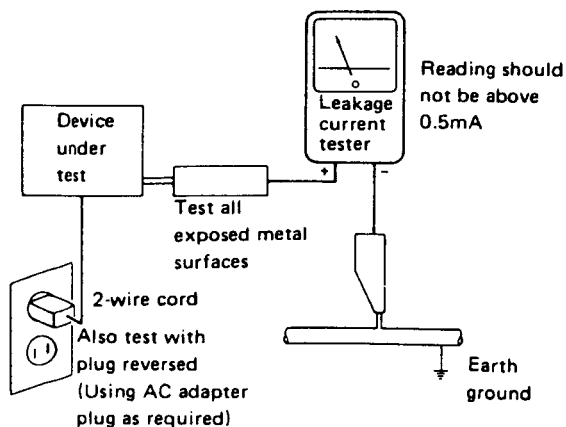 Device
under
test
Leakage
current
tester
+
−
Reading should
not be above
0.5mA
Test all
exposed metal
surfaces
2-wire cord
Also test with
plug reversed
(Using AC adapter
plug as required)
Earth
ground